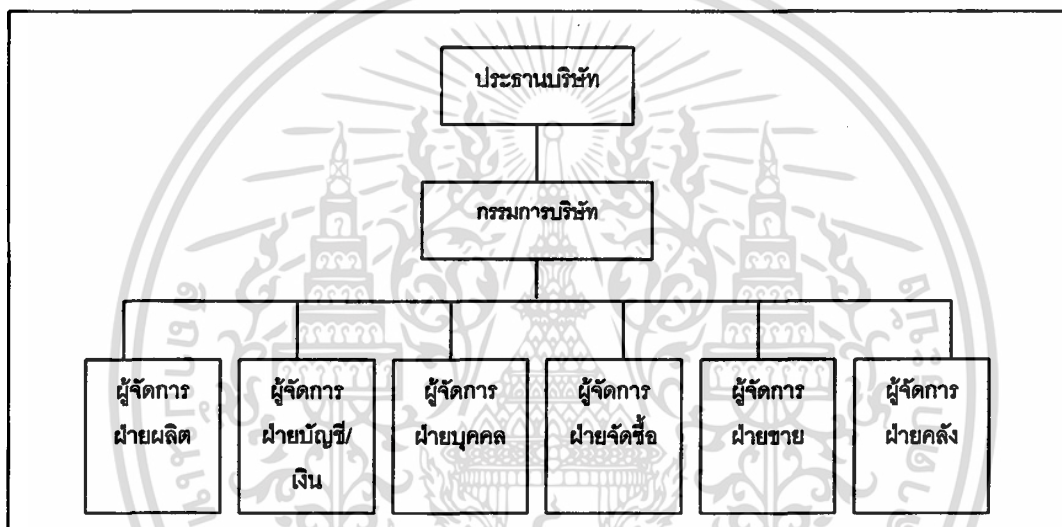 ประธานบริษัท
กรรมการบริษัท
ผู้จัดการ
ฝ่ายผลิต
ผู้จัดการ
ฝ่ายบัญชี/
เงิน
ผู้จัดการ
ฝ่ายบุคคล
ผู้จัดการ
ฝ่ายจัดซื้อ
ผู้จัดการ
ฝ่ายขาย
ผู้จัดการ
ฝ่ายคลัง